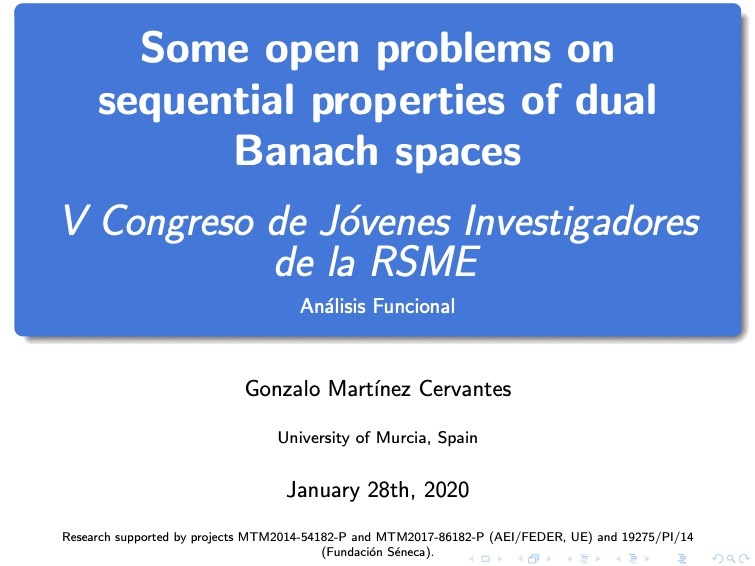 Some open problems on
sequential properties of dual
Banach spaces
V Congreso de Jóvenes Investigadores
de la RSME
Análisis Funcional
Gonzalo Martínez Cervantes
University of Murcia, Spain
January 28th, 2020
Research supported by projects MTM2014-54182-P and MTM2017-86182-P (AEI/FEDER, UE) and 19275/PI/14
(Fundación Séneca).